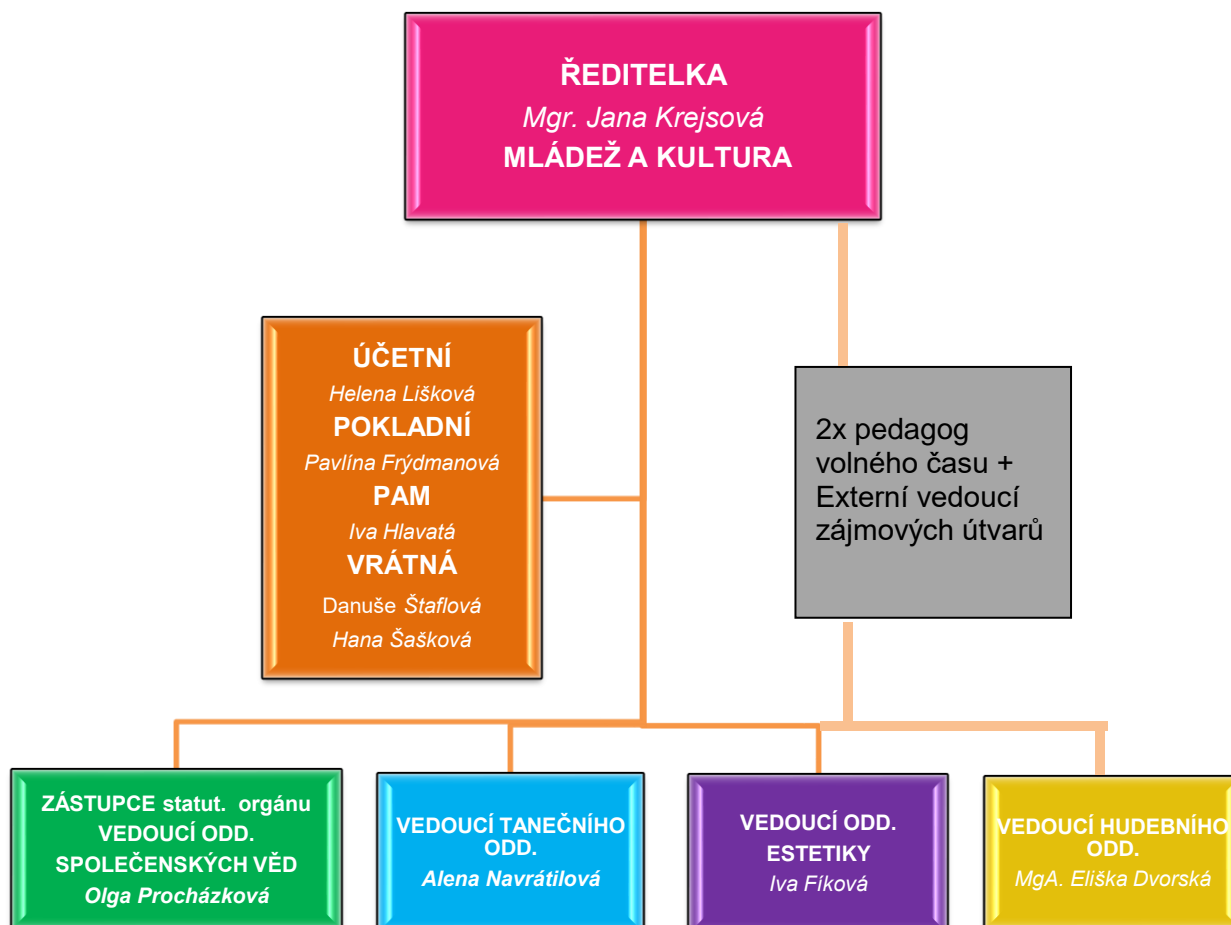 ŘEDITELKA
Mgr. Jana Krejsová
MLÁDEŽ A KULTURA
ÚČETNÍ
Helena Lišková
POKLADNÍ
Pavlína Frýdmanová
PAM
Iva Hlavatá
VRÁTNÁ
Danuše Štaflová
Hana Šašková
2x pedagog
volného času +
Externí vedoucí
zájmových útvarů
ZÁSTUPCE statut. orgánu
VEDOUCÍ ODD.
SPOLEČENSKÝCH VĚD
Olga Procházková
VEDOUCÍ TANEČNÍHO
ODD.
Alena Navrátilová
VEDOUCÍ ODD.
ESTETIKY
Iva Fíková
VEDOUCÍ HUDEBNÍHO
ODD.
MgA. Eliška Dvorská